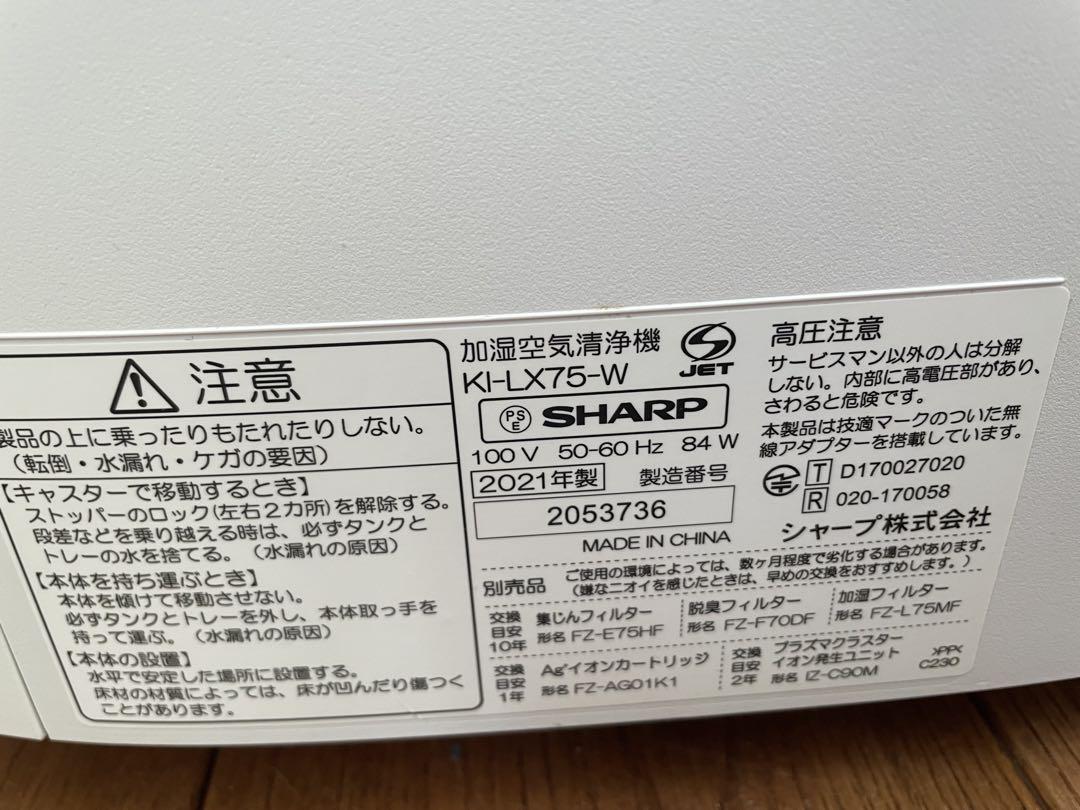 注意
製品の上に乗ったりもたれたりしない。
(転倒・水漏れ・ケガの要因)
【キャスターで移動するとき】
ストッパーのロック(左右2カ所)を解除する。
段差などを乗り越える時は、必ずタンクと
トレーの水を捨てる。(水漏れの原因)
【本体を持ち運ぶとき】
本体を傾けて移動させない。
必ずタンクとトレーを外し、本体取っ手を
持って運ぶ。(水漏れの原因)
【本体の設置】
水平で安定した場所に設置する。
床材の材質によっては、床が凹んだり傷つく
ことがあります。
加湿空気清浄機
KI-LX75-W
JET
PS
E
SHARP
100 V 50-60 Hz 84 W
2021年製 製造番号
2053736
MADE IN CHINA
高圧注意
サービスマン以外の人は分解
しない。内部に高電圧部があり、
さわると危険です。
本製品は技適マークのついた無
線アダプターを搭載しています。
T D170027020
R 020-170058
シャープ株式会社
別売品 ご使用の環境によっては、数ヶ月程度で劣化する場合があります。
(嫌なニオイを感じたときは、早めの交換をおすすめします。)
交換
目安
10年
集じんフィルター
形名 FZ-E75HF
脱臭フィルター
形名 FZ-F70DF
加湿フィルター
形名 FZ-L75MF
交換
目安
1年
Ag⁺イオンカートリッジ
形名 FZ-AG01K1
交換
目安
2年
プラズマクラスター
イオン発生ユニット
形名 IZ-C90M
>PP<
C230